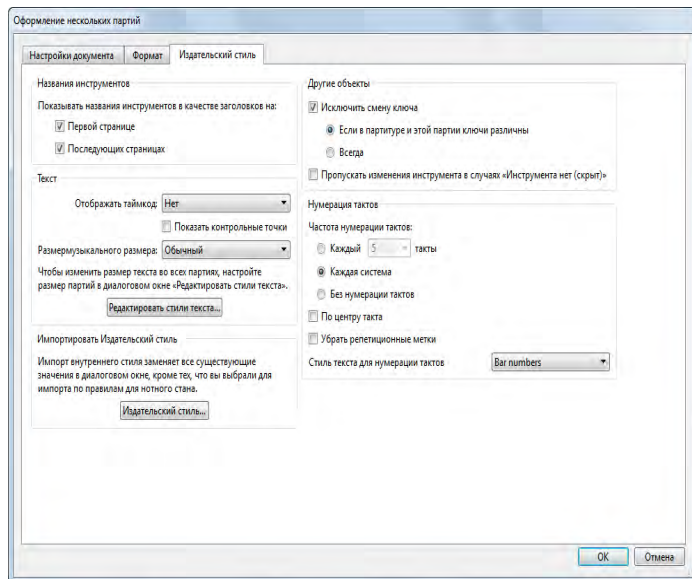 Оформление нескольких партий
Настройки документа
Формат
Издательский стиль
Названия инструментов
Показывать названия инструментов в качестве заголовков на:
Первой странице
Последующих страницах
Текст
Отображать таймкод: Нет
Показать контрольные точки
Размермузыкального размера: Обычный
Чтобы изменить размер текста во всех партиях, настройте
размер партий в диалоговом окне «Редактировать стили текста».
Редактировать стили текста...
Импортировать Издательский стиль
Импорт внутреннего стиля заменяет все существующие
значения в диалоговом окне, кроме тех, что вы выбрали для
импорта по правилам для нотного стана.
Издательский стиль...
Другие объекты
Исключить смену ключа
Если в партитуре и этой партии ключи различны
Всегда
Пропускать изменения инструмента в случаях «Инструмента нет (скрыт)»
Нумерация тактов
Частота нумерации тактов:
Каждый 5 такты
Каждая система
Без нумерации тактов
По центру такта
Убрать репетиционные метки
Стиль текста для нумерации тактов Bar numbers
OK
Отмена